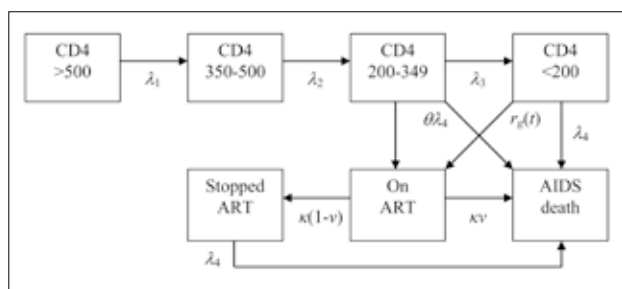 CD4
>500
λ1
CD4
350-500
λ2
CD4
200-349
λ3
CD4
<200
θλ4
rg(t)
λ4
Stopped
ART
κ(1-ν)
On
ART
κν
AIDS
death
λ4